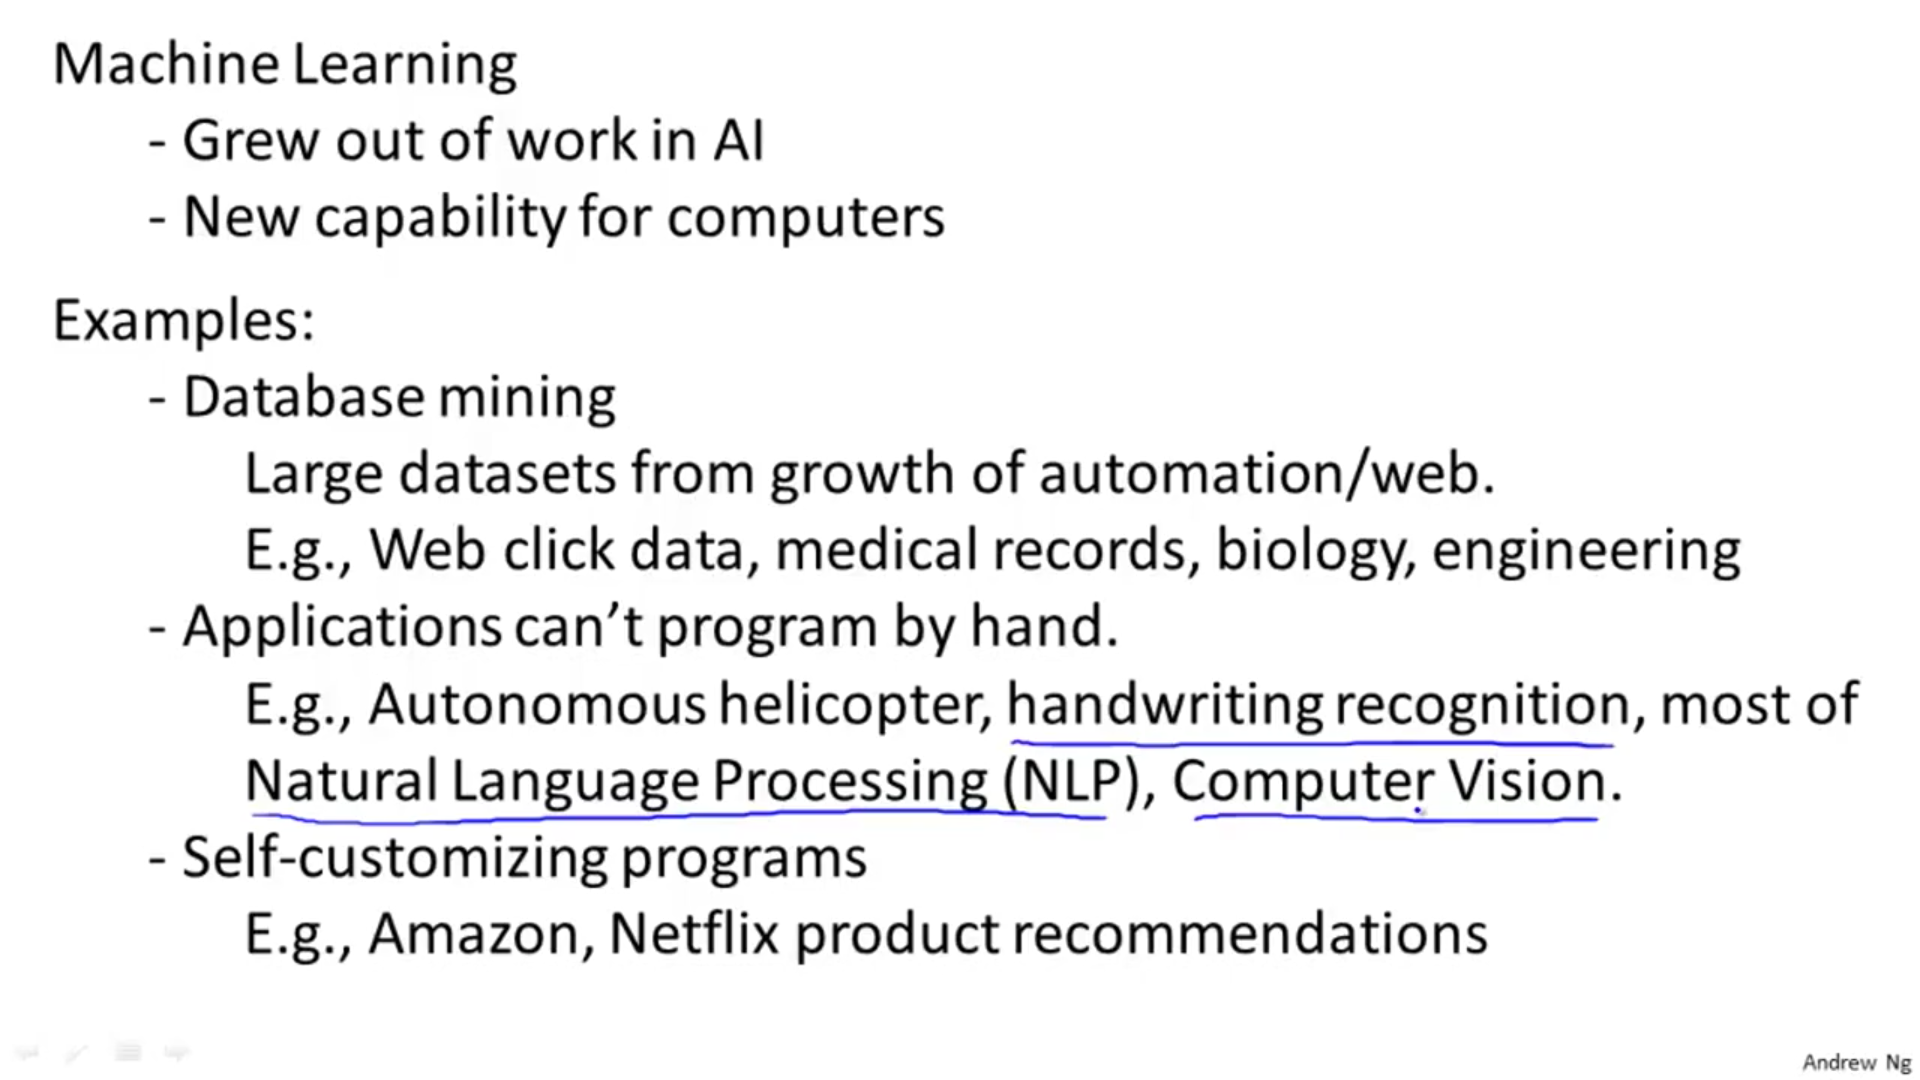 Machine Learning
- Grew out of work in AI
- New capability for computers
Examples:
- Database mining
Large datasets from growth of automation/web.
E.g., Web click data, medical records, biology, engineering
- Applications can’t program by hand.
E.g., Autonomous helicopter, handwriting recognition, most of
Natural Language Processing (NLP), Computer Vision.
- Self-customizing programs
E.g., Amazon, Netflix product recommendations
Andrew Ng